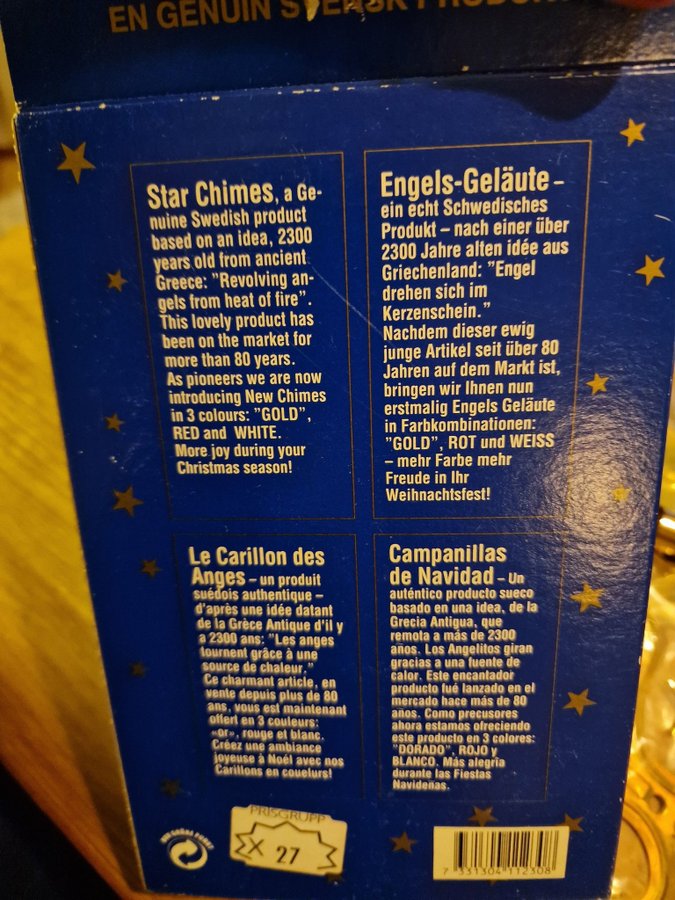 EN GENUIN SVENSK PRODUKT
Star Chimes, a Ge-
nuine Swedish product
based on an idea, 2300
years old from ancient
Greece: "Revolving an-
gels from heat of fire".
This lovely product has
been on the market for
more than 80 years.
As pioneers we are now
introducing New Chimes
in 3 colours: "GOLD",
RED and WHITE.
More joy during your
Christmas season!
Engels-Geläute –
ein echt Schwedisches
Produkt – nach einer über
2300 Jahre alten idée aus
Griechenland: "Engel
drehen sich im
Kerzenschein."
Nachdem dieser ewig
junge Artikel seit über 80
Jahren auf dem Markt ist,
bringen wir Ihnen nun
erstmalig Engels Geläute
in Farbkombinationen:
"GOLD", ROT und WEISS
– mehr Farbe mehr
Freude in Ihr
Weihnachtsfest!
Le Carillon des
Anges – un produit
suédois authentique –
d'après une idée datant
de la Grèce Antique d'il y
a 2300 ans: "Les anges
tournent grâce à une
source de chaleur."
Ce charmant article, en
vente depuis plus de 80
ans, vous est maintenant
offert en 3 couleurs:
«or», rouge et blanc.
Créez une ambiance
joyeuse à Noël avec nos
Carillons en coueurs!
Campanillas
de Navidad – Un
auténtico producto sueco
basado en una idea, de la
Grecia Antigua, que
remota a más de 2300
años. Los Angelitos giran
gracias a una fuente de
calor. Este encantador
producto fué lanzado en el
mercado hace más de 80
años. Como precusores
ahora estamos ofreciendo
este producto en 3 colores:
"DORADO", ROJO y
BLANCO. Más alegria
durante las Fiestas
Navideñas.
DER GRÜNE PUNKT
PRISGRUPP
X 27
7 331304 112308